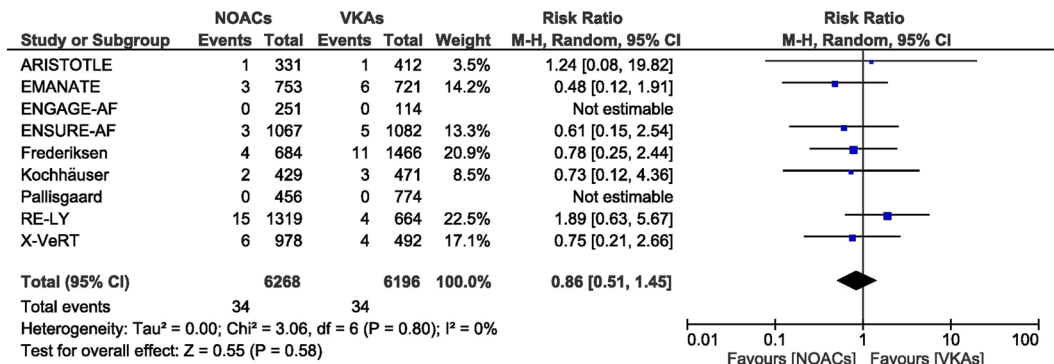 NOACs VKAs Risk Ratio Risk Ratio
Study or Subgroup Events Total Events Total Weight M-H, Random, 95% CI M-H, Random, 95% CI
ARISTOTLE 1 331 1 412 3.5% 1.24 [0.08, 19.82]
EMANATE 3 753 6 721 14.2% 0.48 [0.12, 1.91]
ENGAGE-AF 0 251 0 114 Not estimable
ENSURE-AF 3 1067 5 1082 13.3% 0.61 [0.15, 2.54]
Frederiksen 4 684 11 1466 20.9% 0.78 [0.25, 2.44]
Kochhäuser 2 429 3 471 8.5% 0.73 [0.12, 4.36]
Pallisgaard 0 456 0 774 Not estimable
RE-LY 15 1319 4 664 22.5% 1.89 [0.63, 5.67]
X-VeRT 6 978 4 492 17.1% 0.75 [0.21, 2.66]
Total (95% CI) 6268 6196 100.0% 0.86 [0.51, 1.45]
Total events 34 34
Heterogeneity: Tau² = 0.00; Chi² = 3.06, df = 6 (P = 0.80); I² = 0%
Test for overall effect: Z = 0.55 (P = 0.58)
0.01 0.1 1 10 100
Favours [NOACs] Favours [VKAs]